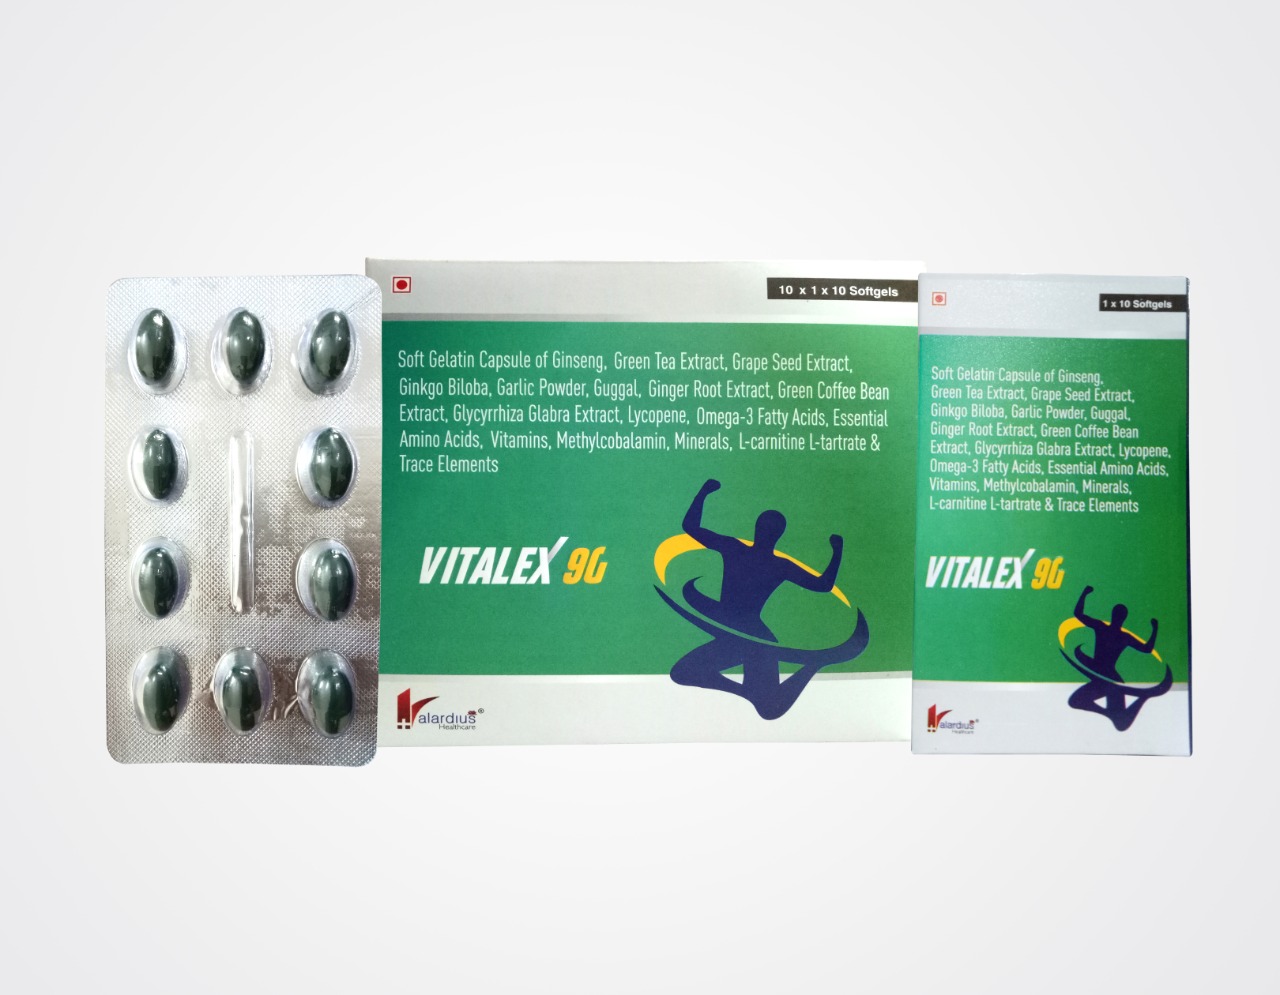 10 x 1 x 10 Softgels
Soft Gelatin Capsule of Ginseng, Green Tea Extract, Grape Seed Extract,
Ginkgo Biloba, Garlic Powder, Guggal, Ginger Root Extract, Green Coffee Bean
Extract, Glycyrrhiza Glabra Extract, Lycopene, Omega-3 Fatty Acids, Essential
Amino Acids, Vitamins, Methylcobalamin, Minerals, L-carnitine L-tartrate &
Trace Elements
VITALEX 9G
alardius®
Healthcare
1 x 10 Softgels
Soft Gelatin Capsule of Ginseng,
Green Tea Extract, Grape Seed Extract,
Ginkgo Biloba, Garlic Powder, Guggal,
Ginger Root Extract, Green Coffee Bean
Extract, Glycyrrhiza Glabra Extract, Lycopene,
Omega-3 Fatty Acids, Essential Amino Acids,
Vitamins, Methylcobalamin, Minerals,
L-carnitine L-tartrate & Trace Elements
VITALEX 9G
alardius®
Healthcare